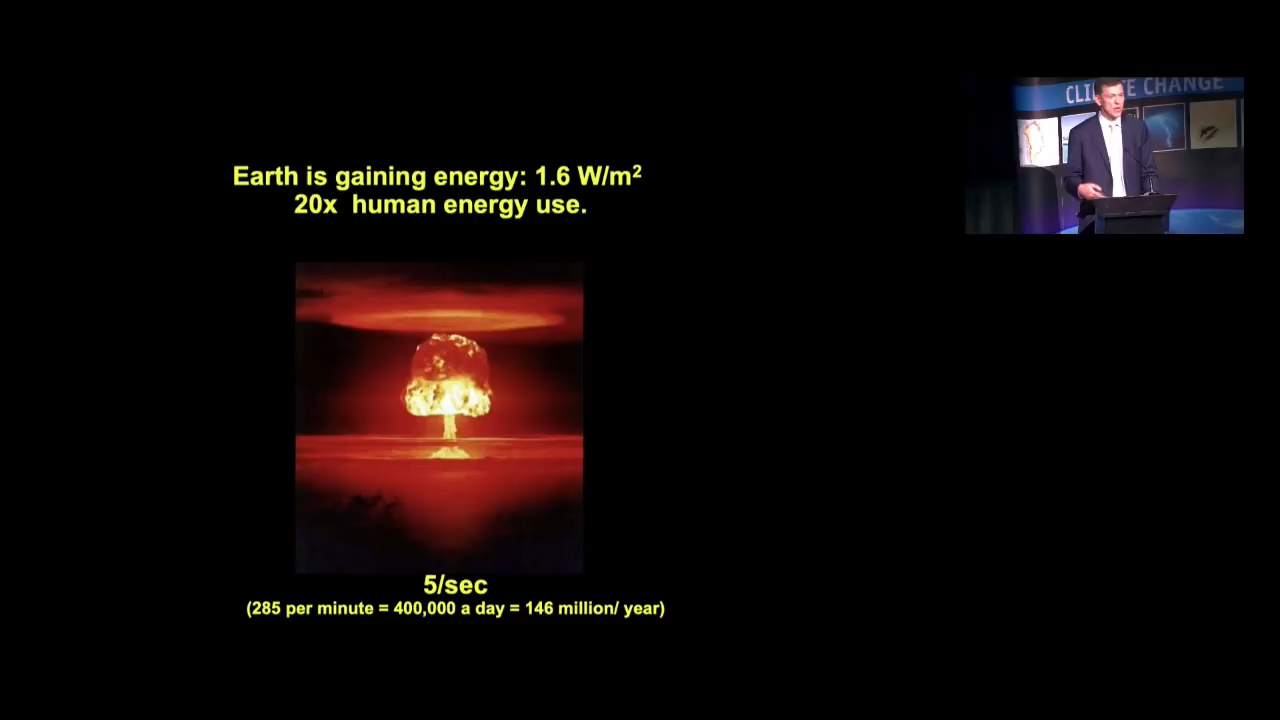 Earth is gaining energy: 1.6 W/m²
20x human energy use.
5/sec
(285 per minute = 400,000 a day = 146 million/ year)
CHANGE